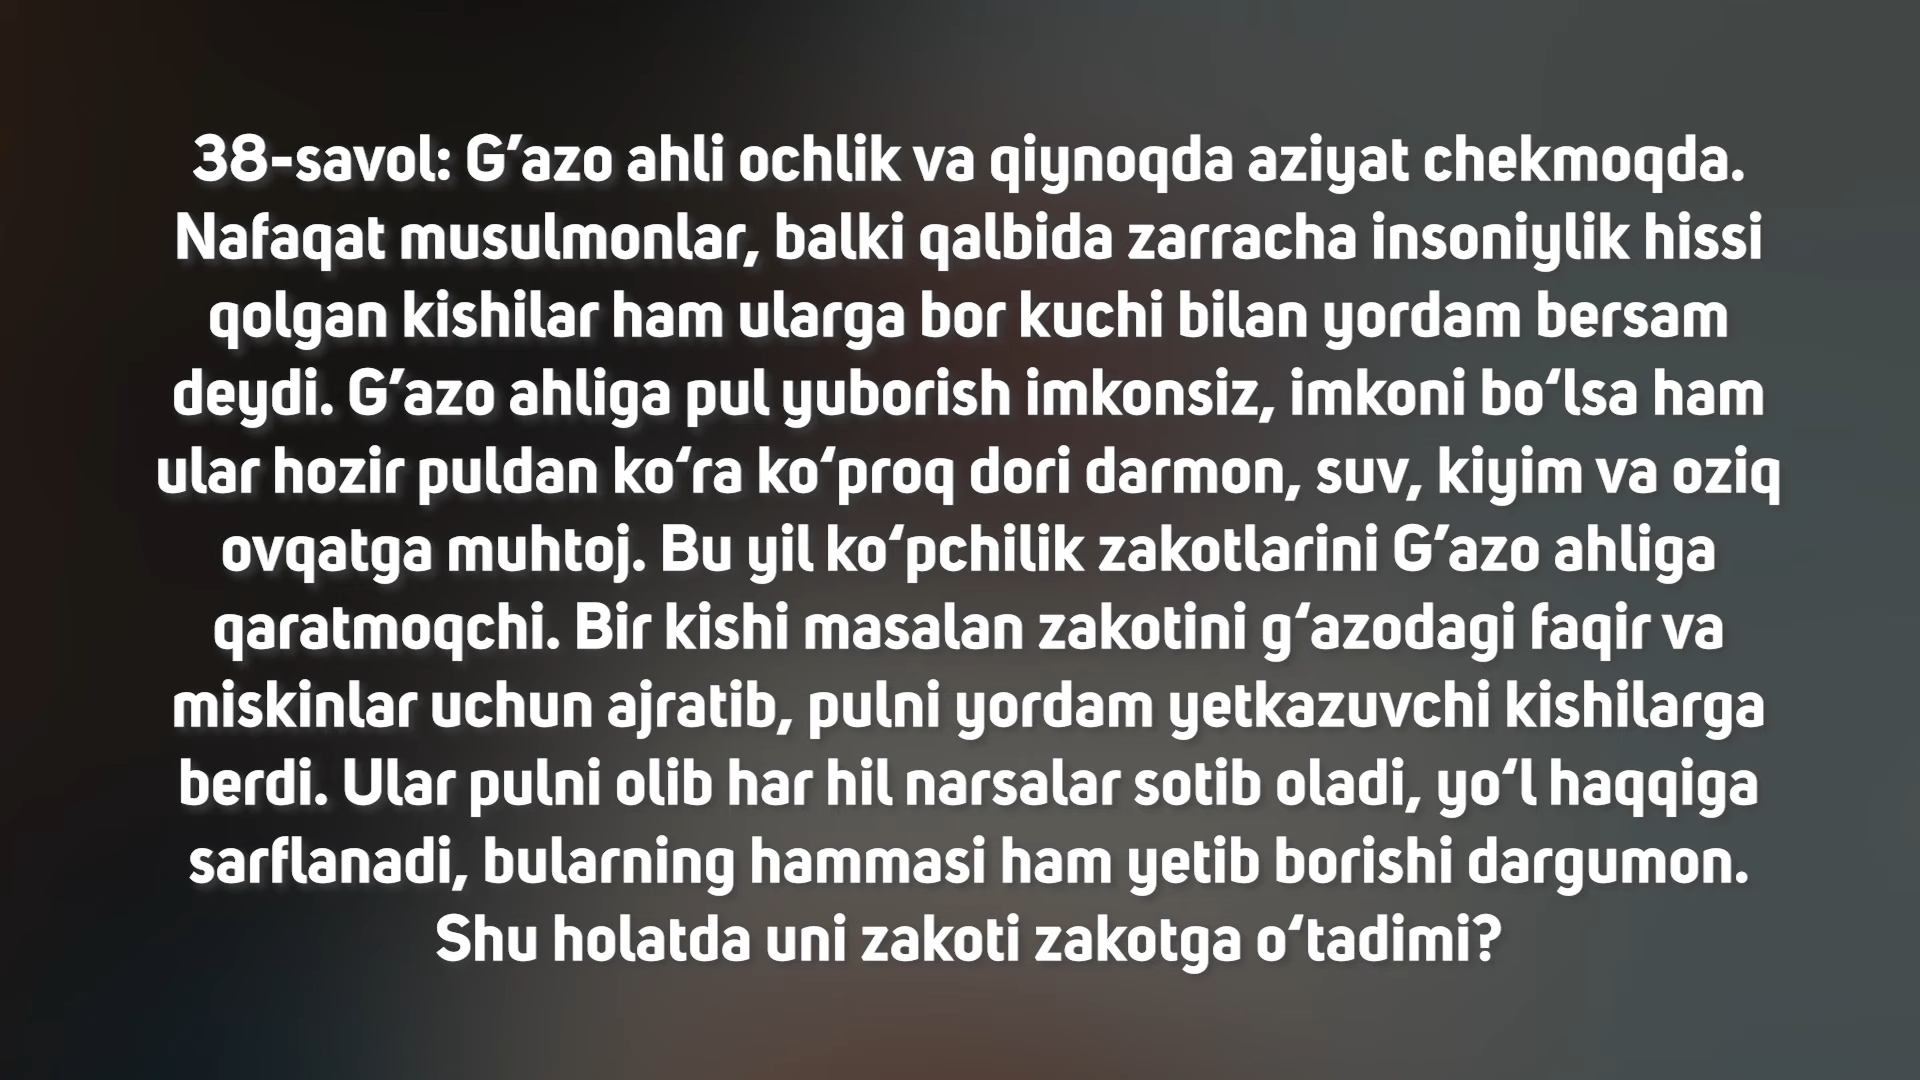 38-savol: G’azo ahli ochlik va qiynoqda aziyat chekmoqda.
Nafaqat musulmonlar, balki qalbida zarracha insoniylik hissi
qolgan kishilar ham ularga bor kuchi bilan yordam bersam
deydi. G’azo ahliga pul yuborish imkonsiz, imkoni bo‘lsa ham
ular hozir puldan ko‘ra ko‘proq dori darmon, suv, kiyim va oziq
ovqatga muhtoj. Bu yil ko‘pchilik zakotlarini G’azo ahliga
qaratmoqchi. Bir kishi masalan zakotini g‘azodagi faqir va
miskinlar uchun ajratib, pulni yordam yetkazuvchi kishilarga
berdi. Ular pulni olib har hil narsalar sotib oladi, yo‘l haqqiga
sarflanadi, bularning hammasi ham yetib borishi dargumon.
Shu holatda uni zakoti zakotga o‘tadimi?